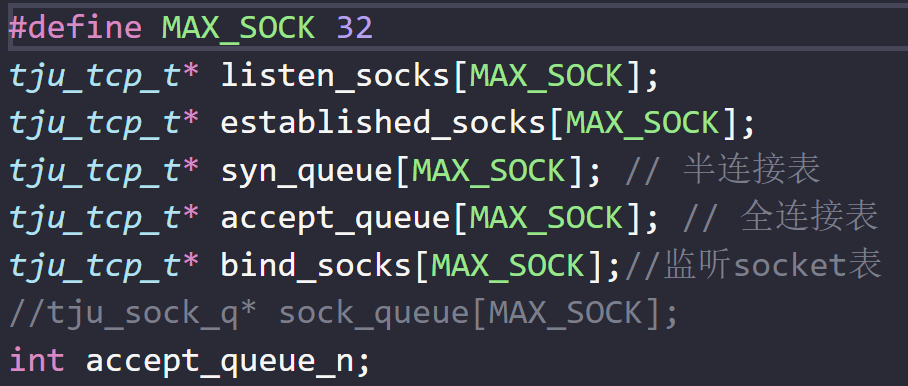 #define MAX_SOCK 32
tju_tcp_t* listen_socks[MAX_SOCK];
tju_tcp_t* established_socks[MAX_SOCK];
tju_tcp_t* syn_queue[MAX_SOCK]; // 半连接表
tju_tcp_t* accept_queue[MAX_SOCK]; // 全连接表
tju_tcp_t* bind_socks[MAX_SOCK];//监听socket表
//tju_sock_q* sock_queue[MAX_SOCK];
int accept_queue_n;